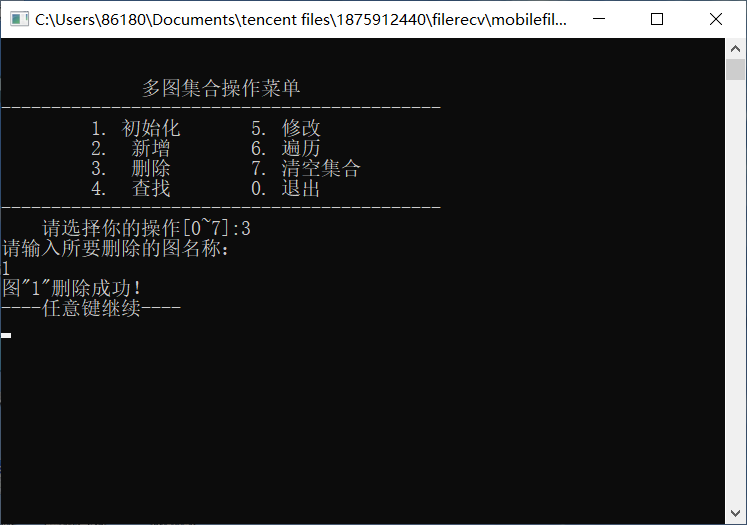 C:\Users\86180\Documents\tencent files\1875912440\filerecv\mobilefil...
多图集合操作菜单
--------------------------------------------
1. 初始化 5. 修改
2. 新增 6. 遍历
3. 删除 7. 清空集合
4. 查找 0. 退出
--------------------------------------------
请选择你的操作[0~7]:3
请输入所要删除的图名称：
1
图"1"删除成功！
----任意键继续----